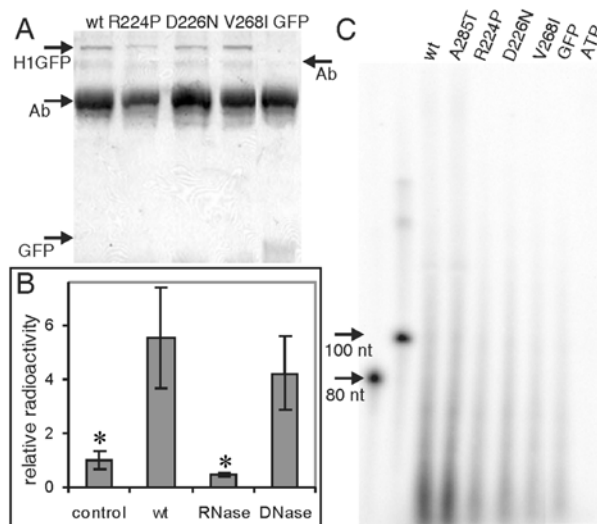 A
wt R224P D226N V268I GFP
H1GFP
Ab
Ab
GFP
B
relative radioactivity
6
4
2
0
*
*
control wt RNase DNase
C
wt A285T R224P D226N V268I GFP ATP
100 nt
80 nt